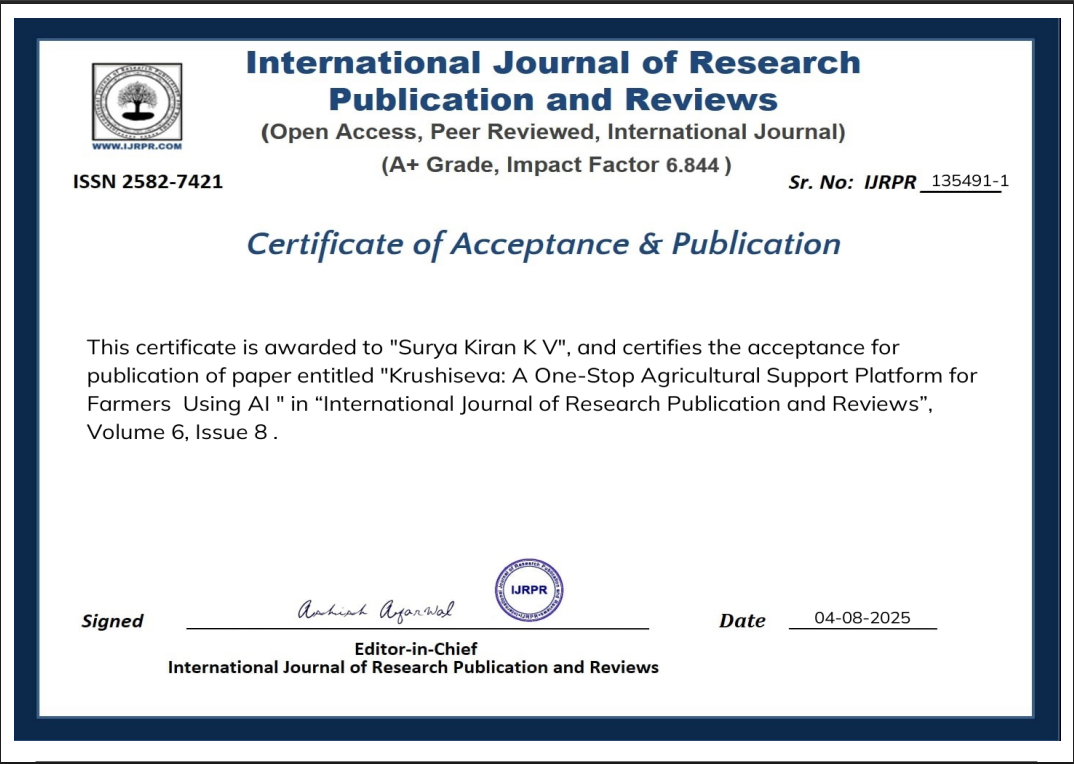 International Journal of Research
Publication and Reviews
(Open Access, Peer Reviewed, International Journal)
(A+ Grade, Impact Factor 6.844 )
WWW.IJRPR.COM
ISSN 2582-7421
Sr. No: IJRPR 135491-1
Certificate of Acceptance & Publication
This certificate is awarded to "Surya Kiran K V", and certifies the acceptance for
publication of paper entitled "Krushiseva: A One-Stop Agricultural Support Platform for
Farmers  Using AI " in “International Journal of Research Publication and Reviews”,
Volume 6, Issue 8 .
IJRPR
Signed Ashish Agarwal
Date 04-08-2025
Editor-in-Chief
International Journal of Research Publication and Reviews